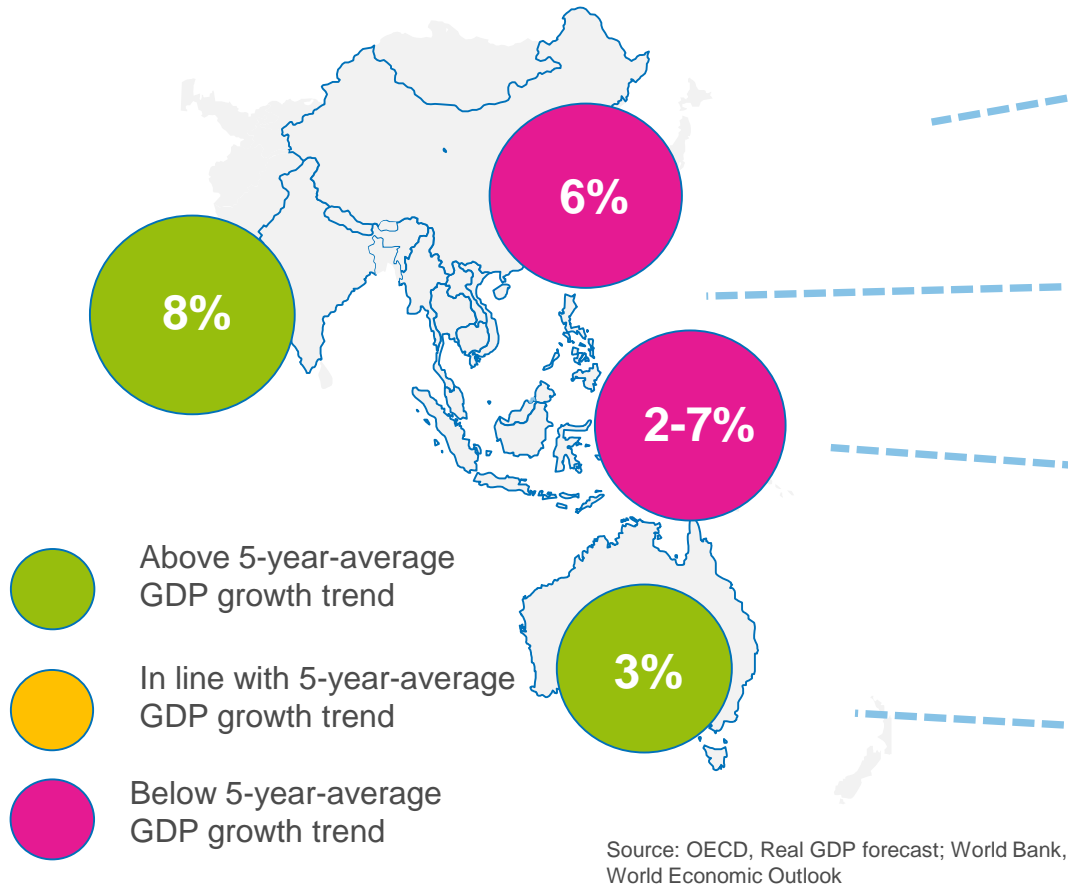 6%
8%
2-7%
Above 5-year-average
GDP growth trend
3%
In line with 5-year-average
GDP growth trend
Below 5-year-average
GDP growth trend
Source: OECD, Real GDP forecast; World Bank,
World Economic Outlook